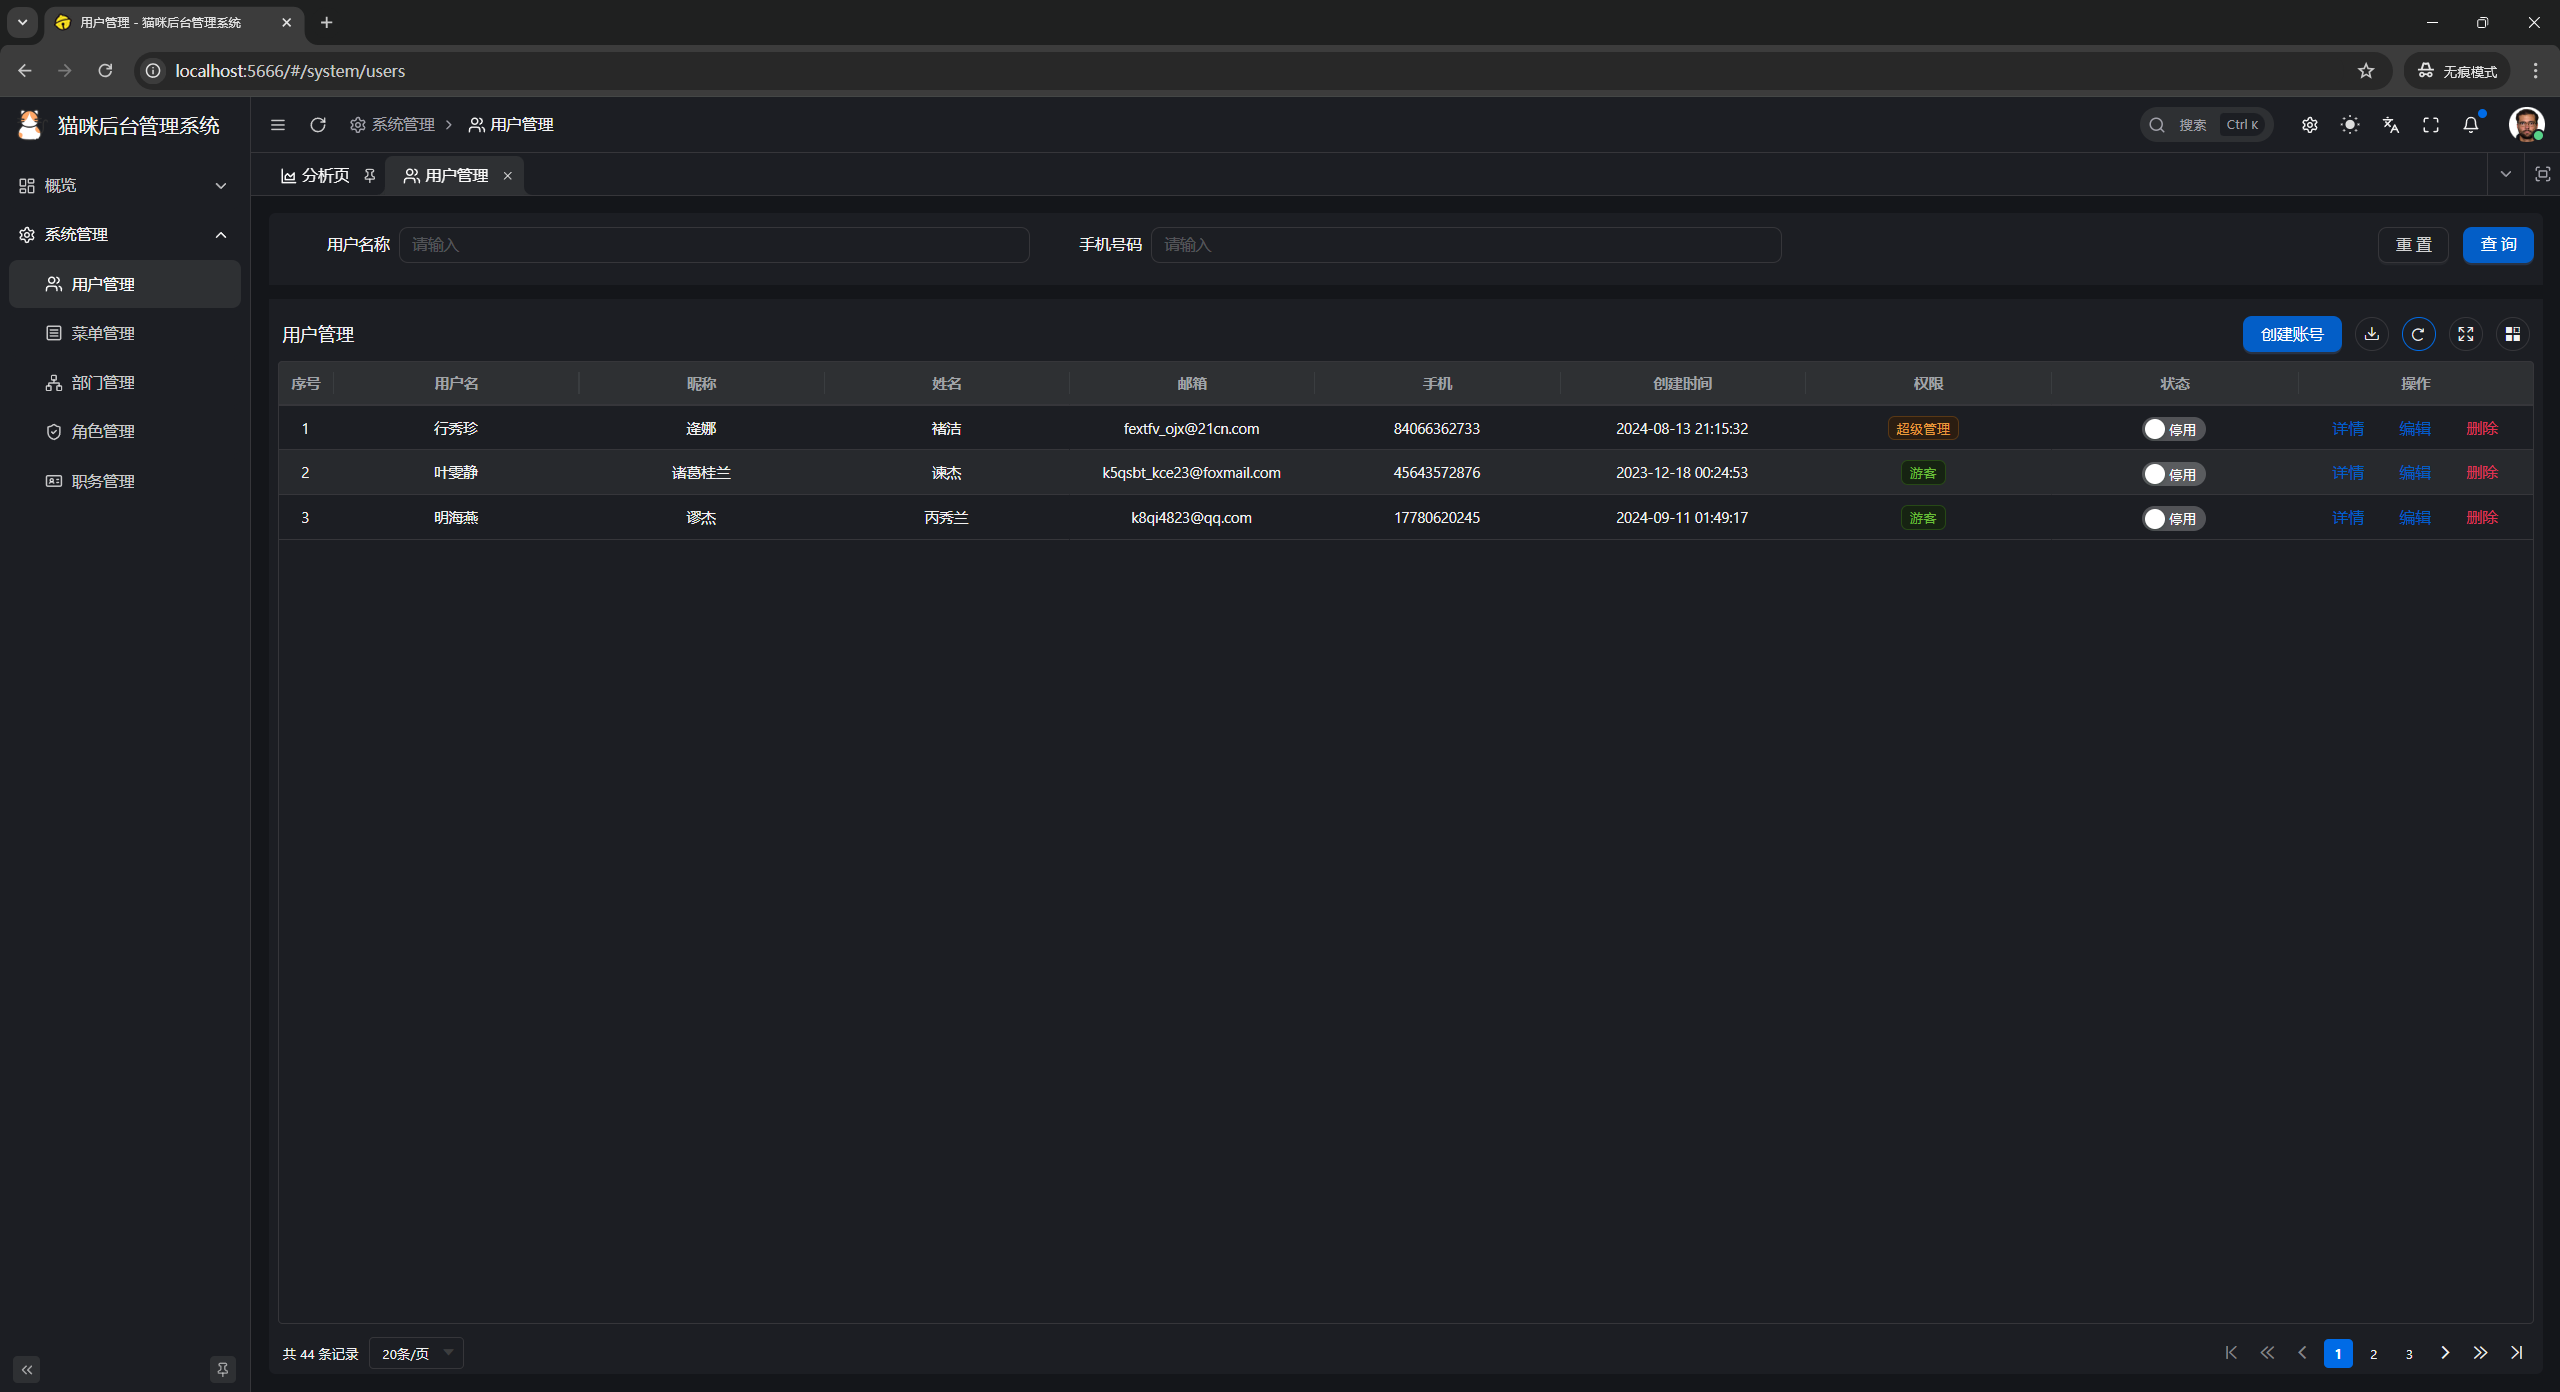 用户管理 - 猫咪后台管理系统
localhost:5666/#/system/users
无痕模式
猫咪后台管理系统
系统管理 用户管理
搜索 Ctrl K
概览
系统管理
用户管理
菜单管理
部门管理
角色管理
职务管理
分析页 用户管理
用户名称 请输入 手机号码 请输入 重置 查询
用户管理 创建账号
序号 用户名 昵称 姓名 邮箱 手机 创建时间 权限 状态 操作
1 行秀珍 逄娜 褚洁 fextfv_ojx@21cn.com 84066362733 2024-08-13 21:15:32 超级管理 停用 详情 编辑 删除
2 叶雯静 诸葛桂兰 谏杰 k5qsbt_kce23@foxmail.com 45643572876 2023-12-18 00:24:53 游客 停用 详情 编辑 删除
3 明海燕 谬杰 丙秀兰 k8qi4823@qq.com 17780620245 2024-09-11 01:49:17 游客 停用 详情 编辑 删除
共 44 条记录 20条/页 1 2 3